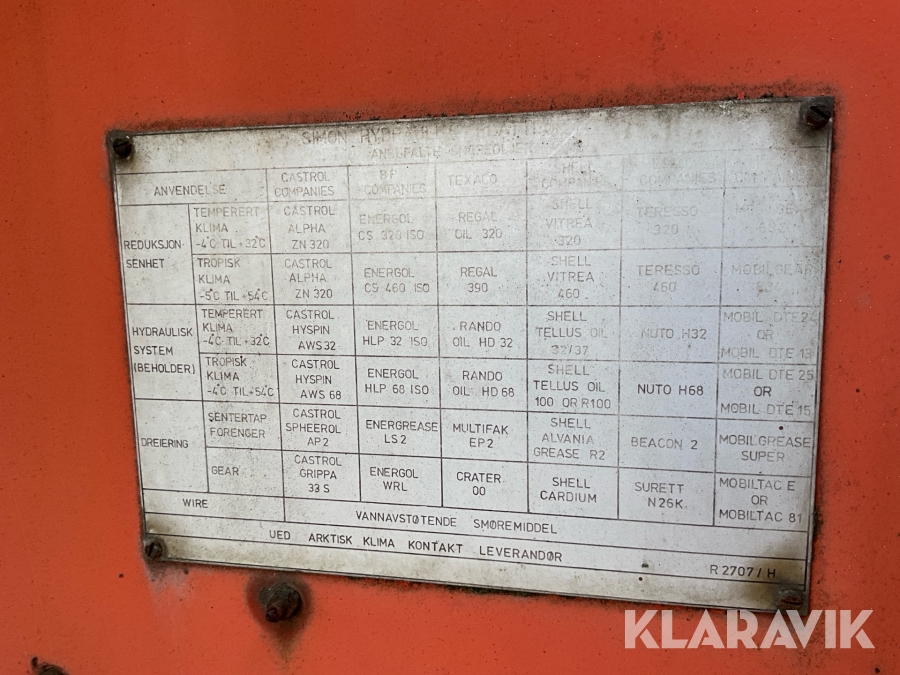 SIMON
ANBEFALTE SMØREOLJER
ANVENDELSE CASTROL COMPANIES BP COMPANIES TEXACO SHELL COMPANIES COMPANIES
REDUKSJON SENHET TEMPERERT KLIMA -4°C TIL +32°C CASTROL ALPHA ZN 320 ENERGOL CS 320 ISO REGAL OIL 320 SHELL VITREA 320 TERESSO 320
TROPISK KLIMA -5°C TIL +54°C CASTROL ALPHA ZN 320 ENERGOL CS 460 ISO REGAL 390 SHELL VITREA 460 TERESSO 460 MOBILGEAR
HYDRAULISK SYSTEM (BEHOLDER) TEMPERERT KLIMA -4°C TIL +32°C CASTROL HYSPIN AWS 32 ENERGOL HLP 32 ISO RANDO OIL HD 32 SHELL TELLUS OIL 32/37 NUTO H32 MOBIL DTE 24 OR MOBIL DTE 13
TROPISK KLIMA -4°C TIL +54°C CASTROL HYSPIN AWS 68 ENERGOL HLP 68 ISO RANDO OIL HD 68 SHELL TELLUS OIL 100 OR R100 NUTO H68 MOBIL DTE 25 OR MOBIL DTE 15
DREIERING SENTERTAP FORENGER CASTROL SPHEEROL AP2 ENERGREASE LS2 MULTIFAK EP2 SHELL ALVANIA GREASE R2 BEACON 2 MOBILGREASE SUPER
GEAR CASTROL GRIPPA 33 S ENERGOL WRL CRATER 00 SHELL CARDIUM SURETT N26K MOBILTAC E OR MOBILTAC 81
WIRE VANNAVSTØTENDE SMØREMIDDEL
UED ARKTISK KLIMA KONTAKT LEVERANDØR
R 2707/H
KLARAVIK